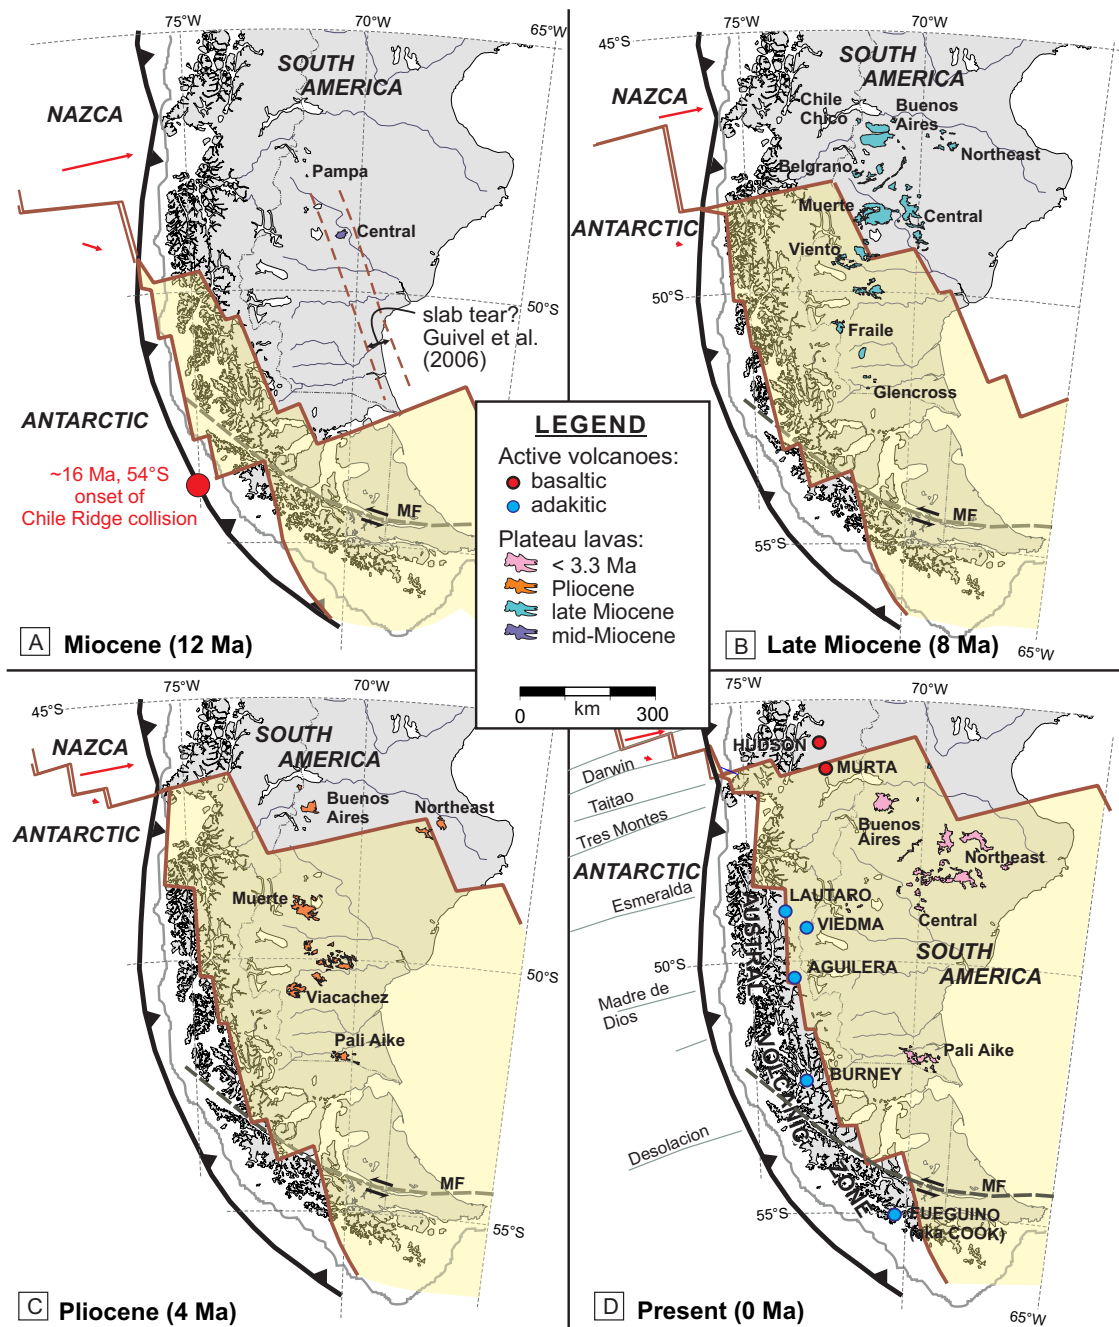 75°W
70°W
65°W
SOUTH
AMERICA
NAZCA
Pampa
Central
50°S
slab tear?
Guivel et al.
(2006)
ANTARCTIC
~16 Ma, 54°S
onset of
Chile Ridge collision
MF
A Miocene (12 Ma)
75°W
70°W
45°S
SOUTH
AMERICA
NAZCA
Chile
Chico
Buenos
Aires
Northeast
Belgrano
Muerte
Central
ANTARCTIC
Viento
50°S
Fraile
Glencross
MF
55°S
B Late Miocene (8 Ma)
65°W
LEGEND
Active volcanoes:
basaltic
adakitic
Plateau lavas:
< 3.3 Ma
Pliocene
late Miocene
mid-Miocene
0 km 300
75°W
70°W
45°S
SOUTH
AMERICA
NAZCA
Buenos
Aires
Northeast
ANTARCTIC
Muerte
50°S
Viacachez
Pali Aike
MF
55°S
C Pliocene (4 Ma)
75°W
70°W
HUDSON
MURTA
Darwin
Taitao
Tres Montes
Buenos
Aires
Northeast
ANTARCTIC
Esmeralda
LAUTARO
VIEDMA
Central
SOUTH
AMERICA
50°S
AGUILERA
Madre de
Dios
Pali Aike
BURNEY
AUSTRAL VOLCANIC ZONE
Desolacion
MF
55°S
FUEGUINO
(aka COOK)
D Present (0 Ma)
65°W